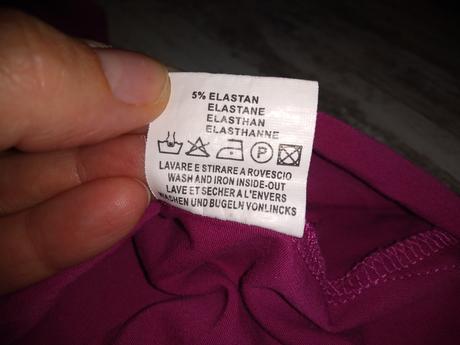 5% ELASTAN
ELASTANE
ELASTHAN
ELASTHANNE
P
LAVARE E STIRARE A ROVESCIO
WASH AND IRON INSIDE-OUT
LAVE ET SECHER A L'ENVERS
WASHEN UND BUGELN VONLINCKS